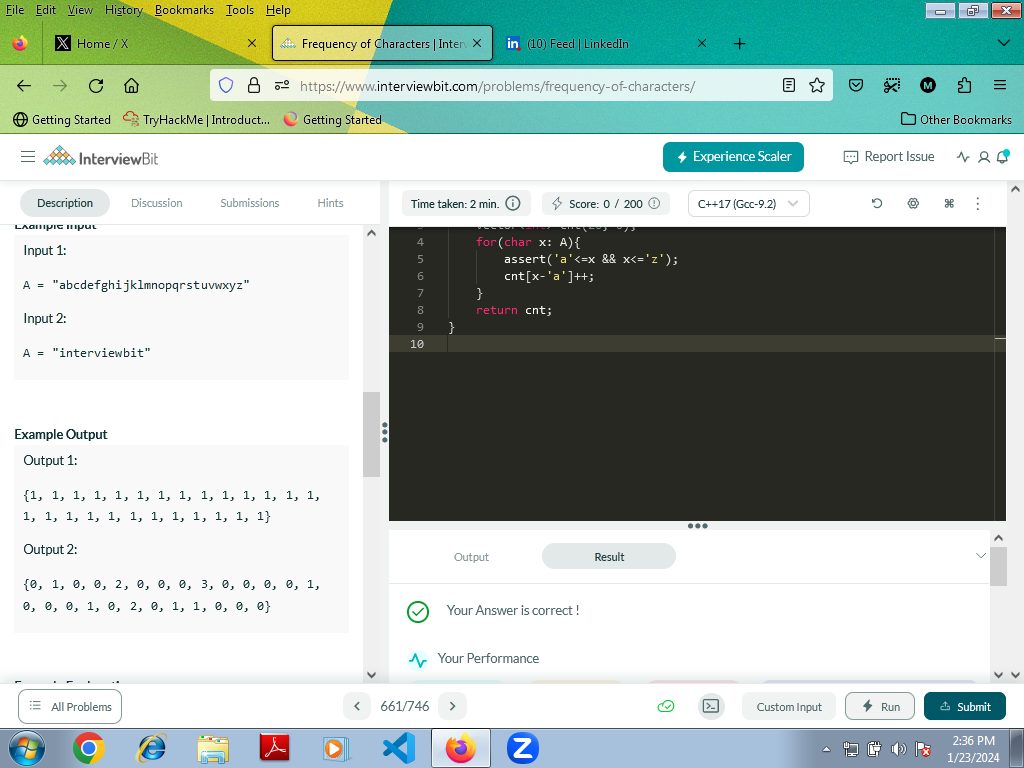 File Edit View History Bookmarks Tools Help
Home / X
Frequency of Characters | Interv
(10) Feed | LinkedIn
https://www.interviewbit.com/problems/frequency-of-characters/
Getting Started
TryHackMe | Introduct...
Getting Started
Other Bookmarks
InterviewBit
Experience Scaler
Report Issue
Description
Discussion
Submissions
Hints
Time taken: 2 min.
Score: 0 / 200
C++17 (Gcc-9.2)
Example Input
Input 1:
A = "abcdefghijklmnopqrstuvwxyz"
Input 2:
A = "interviewbit"
Example Output
Output 1:
{1, 1, 1, 1, 1, 1, 1, 1, 1, 1, 1, 1, 1, 1,
1, 1, 1, 1, 1, 1, 1, 1, 1, 1, 1, 1}
Output 2:
{0, 1, 0, 0, 2, 0, 0, 0, 3, 0, 0, 0, 0, 1,
0, 0, 0, 1, 0, 2, 0, 1, 1, 0, 0, 0}
4 for(char x: A){
5 assert('a'<=x && x<='z');
6 cnt[x-'a']++;
7 }
8 return cnt;
9 }
10
Output
Result
Your Answer is correct !
Your Performance
All Problems
661/746
Custom Input
Run
Submit
2:36 PM
1/23/2024